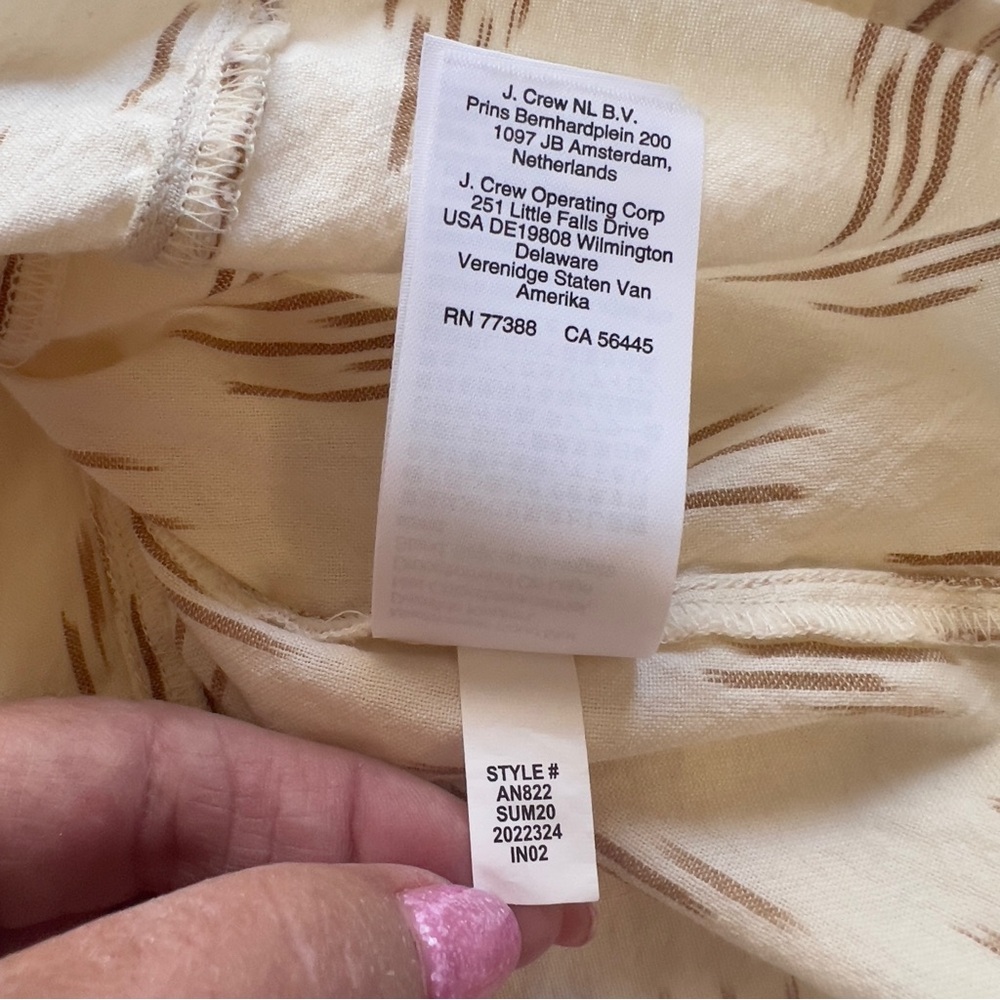 J. Crew NL B.V.
Prins Bernhardplein 200
1097 JB Amsterdam,
Netherlands
J. Crew Operating Corp
251 Little Falls Drive
USA DE19808 Wilmington
Delaware
Verenidge Staten Van
Amerika
RN 77388 CA 56445
STYLE #
AN822
SUM20
2022324
IN02